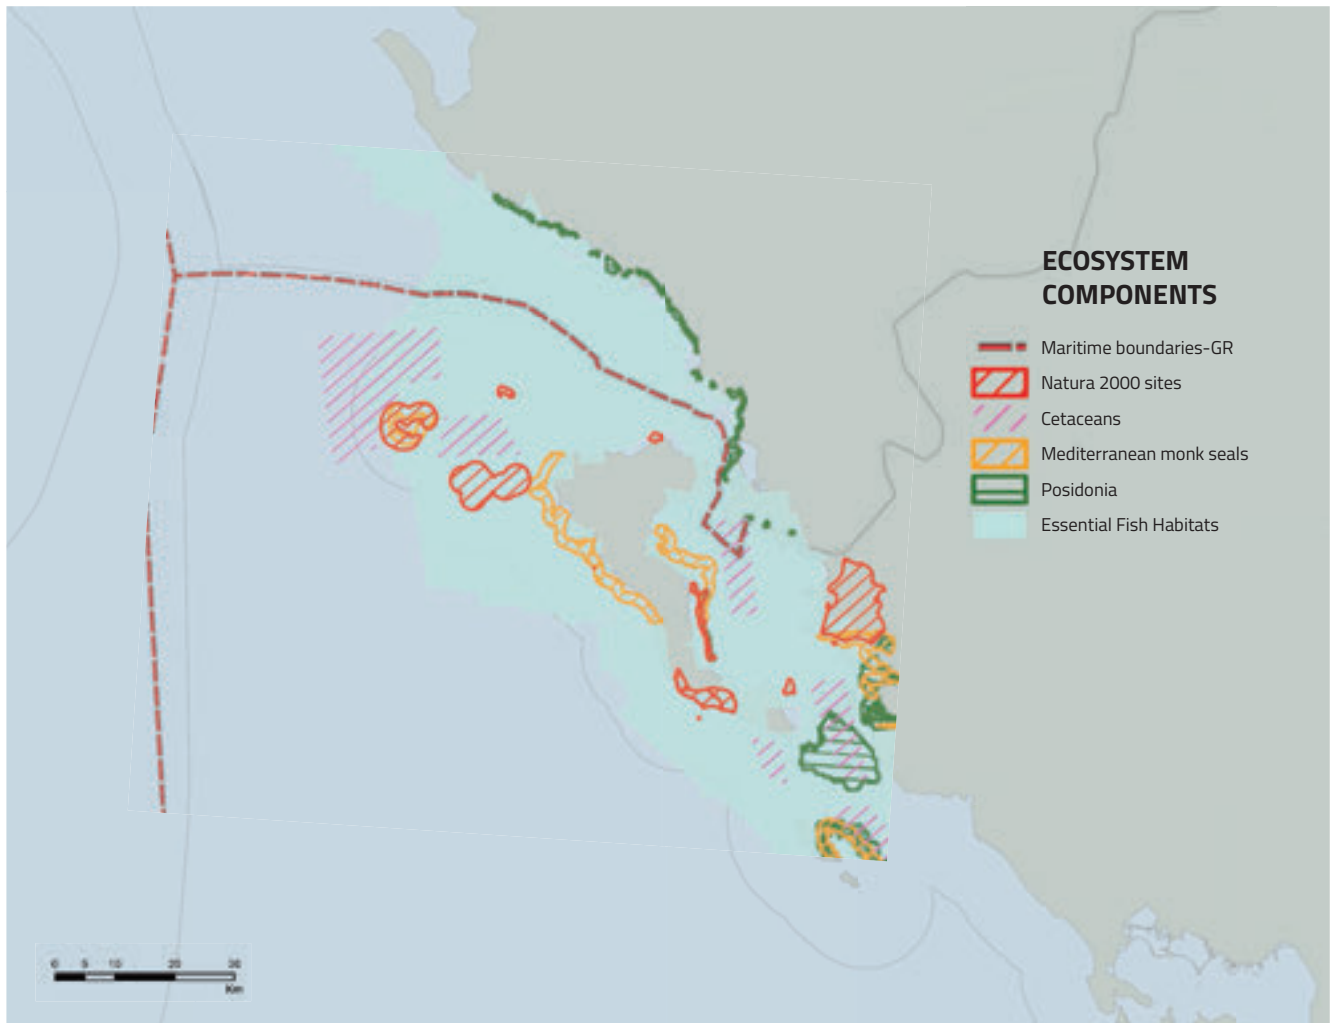 ECOSYSTEM
COMPONENTS
Maritime boundaries-GR
Natura 2000 sites
Cetaceans
Mediterranean monk seals
Posidonia
Essential Fish Habitats
0 5 10 20 30
Km